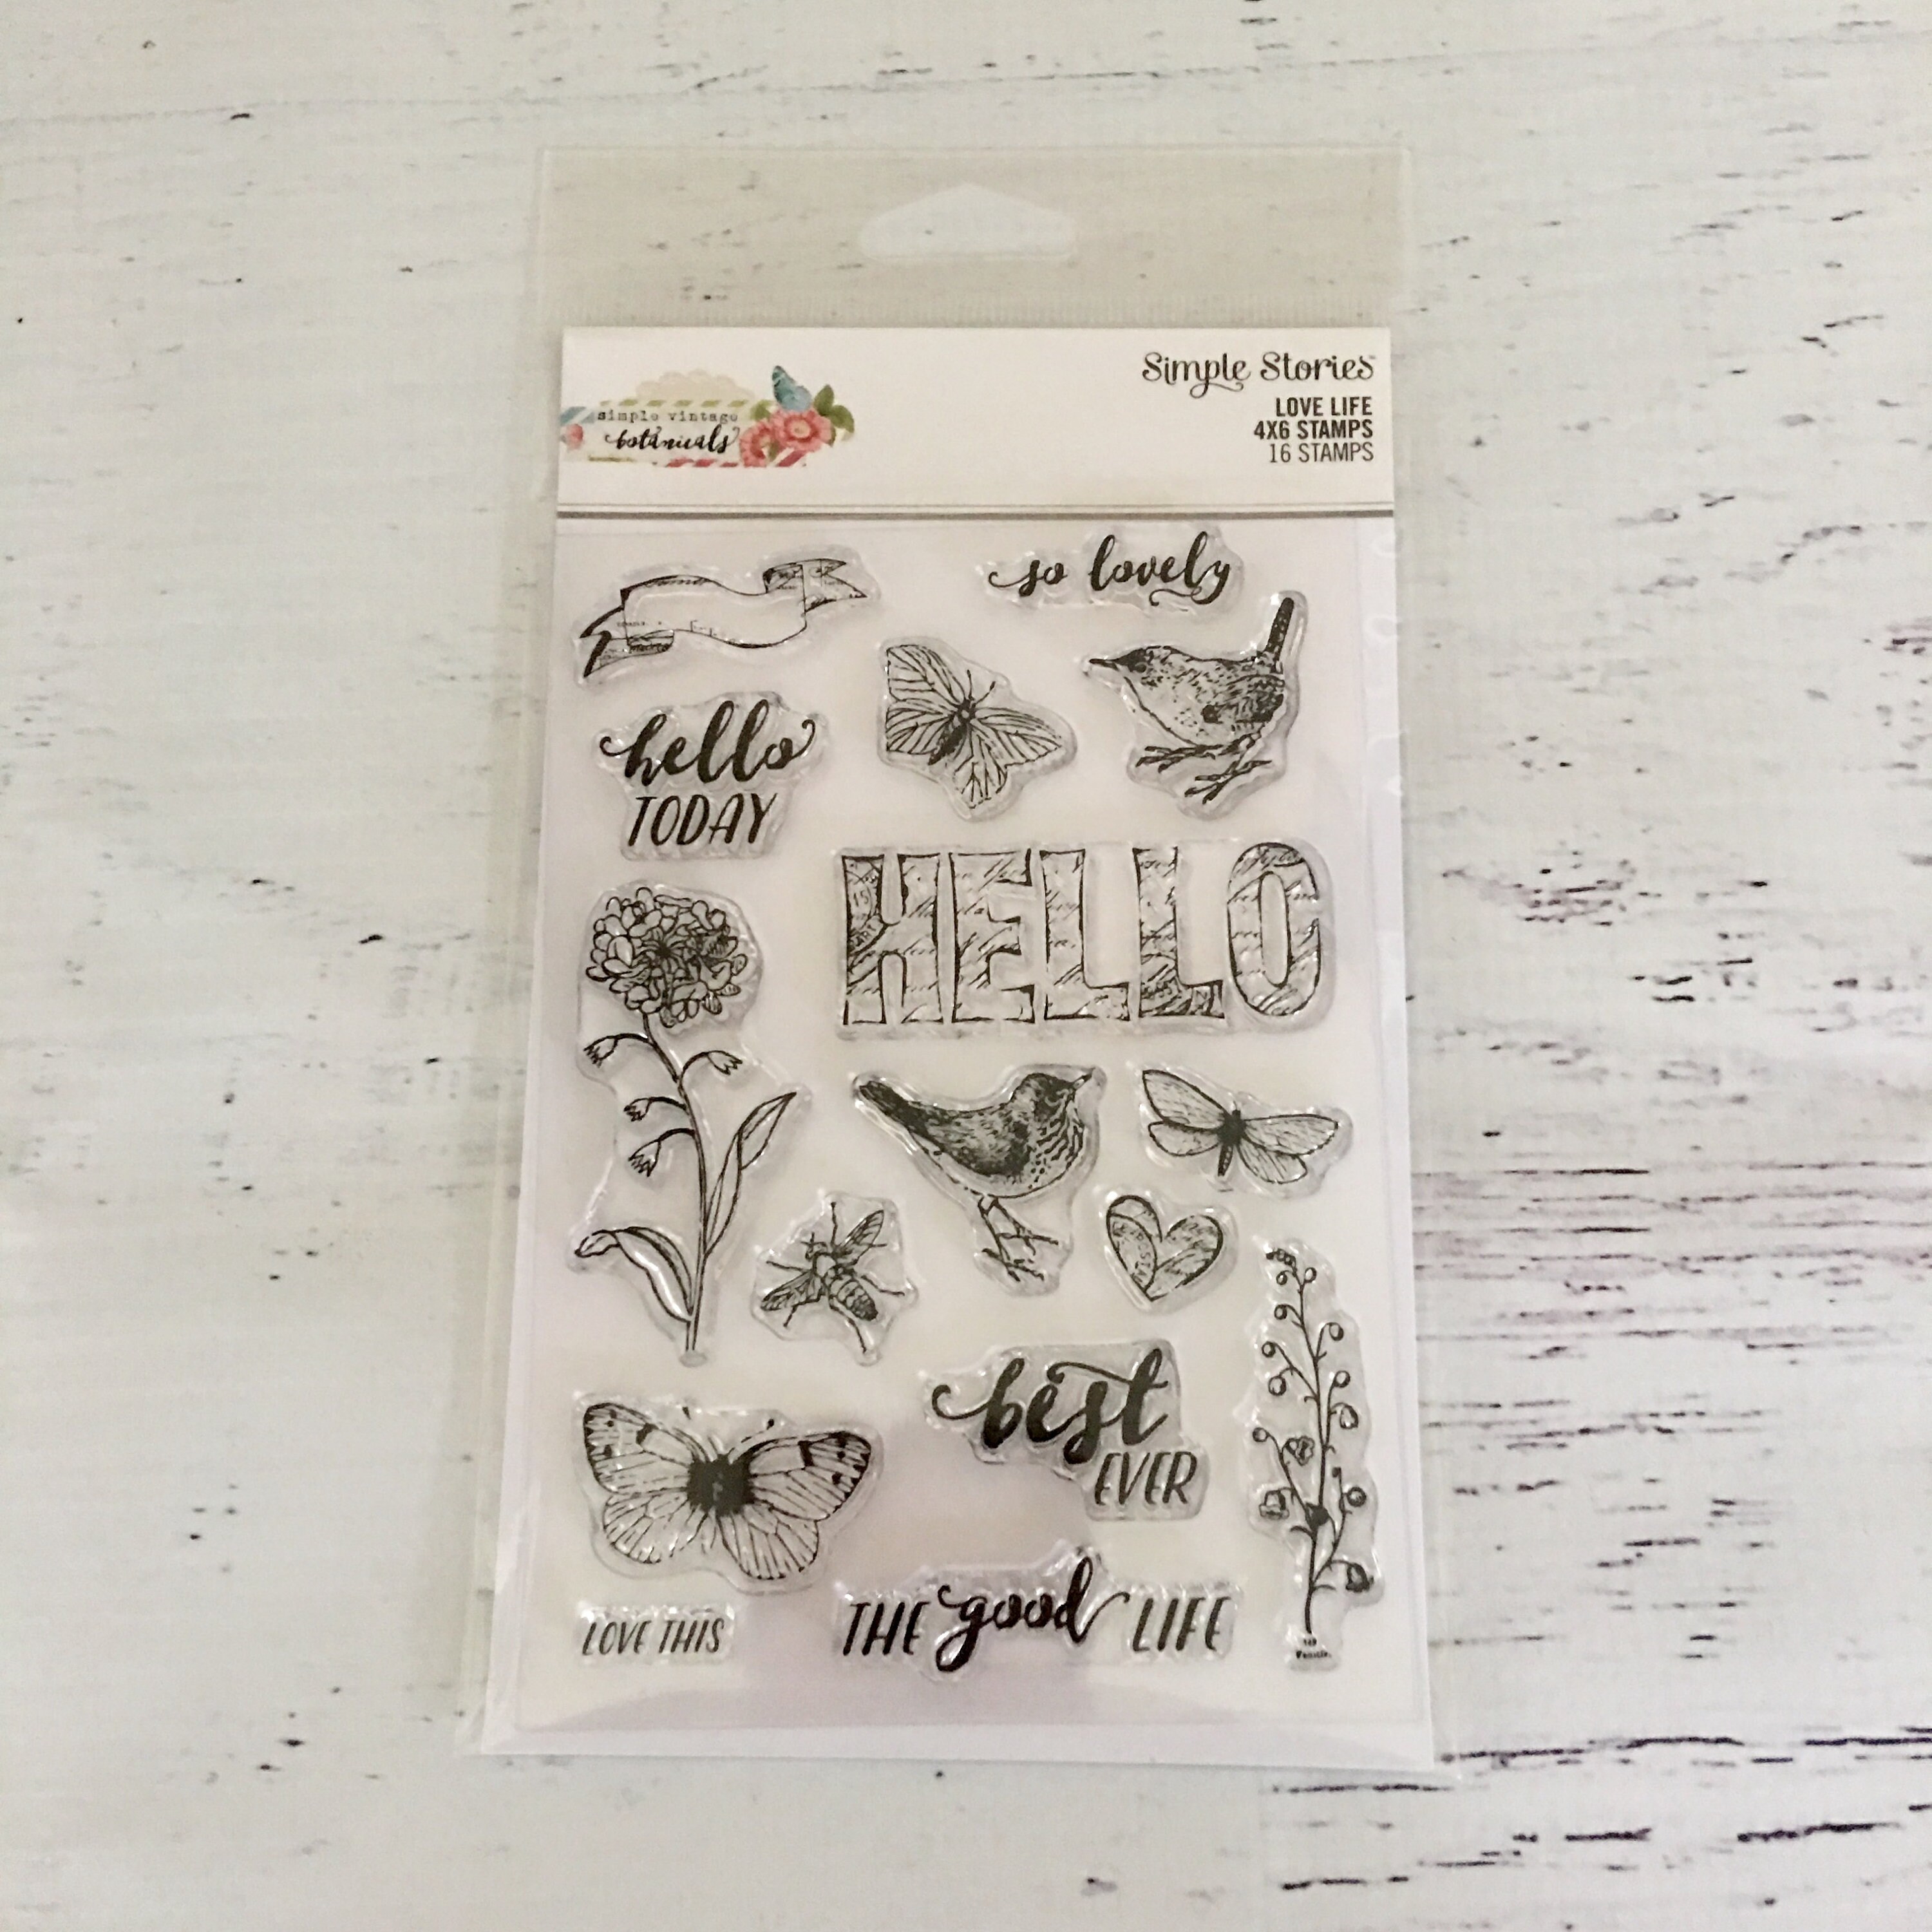 simple vintage
botanicals
Simple Stories
LOVE LIFE
4X6 STAMPS
16 STAMPS
so lovely
hello
TODAY
HELLO
best
EVER
LOVE THIS
THE good LIFE